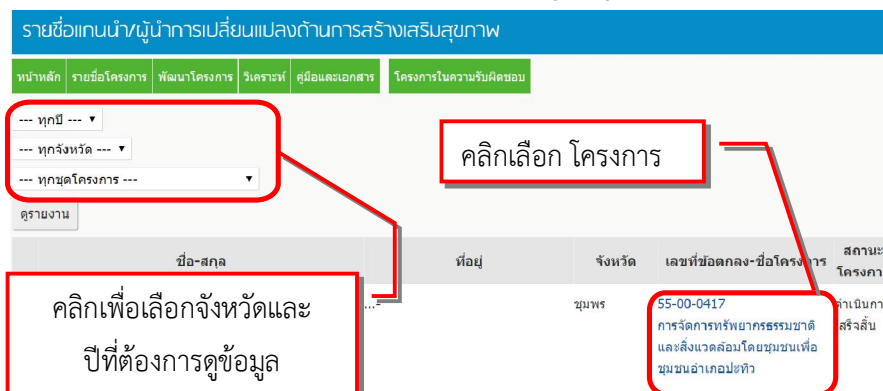 รายชื่อแกนนำ/ผู้นำการเปลี่ยนแปลงด้านการสร้างเสริมสุขภาพ
หน้าหลัก รายชื่อโครงการ พัฒนาโครงการ วิเคราะห์ คู่มือและเอกสาร โครงการในความรับผิดชอบ
--- ทุกปี ---
--- ทุกจังหวัด ---
--- ทุกชุดโครงการ ---
คลิกเลือก โครงการ
ดูรายงาน
ชื่อ-สกุล ที่อยู่ จังหวัด เลขที่ข้อตกลง-ชื่อโครงการ สถานะ
คลิกเพื่อเลือกจังหวัดและ
ปีที่ต้องการดูข้อมูล
...- ชุมพร 55-00-0417
การจัดการทรัพยากรธรรมชาติ
และสิ่งแวดล้อมโดยชุมชนเพื่อ
ชุมชนอำเภอปะทิว